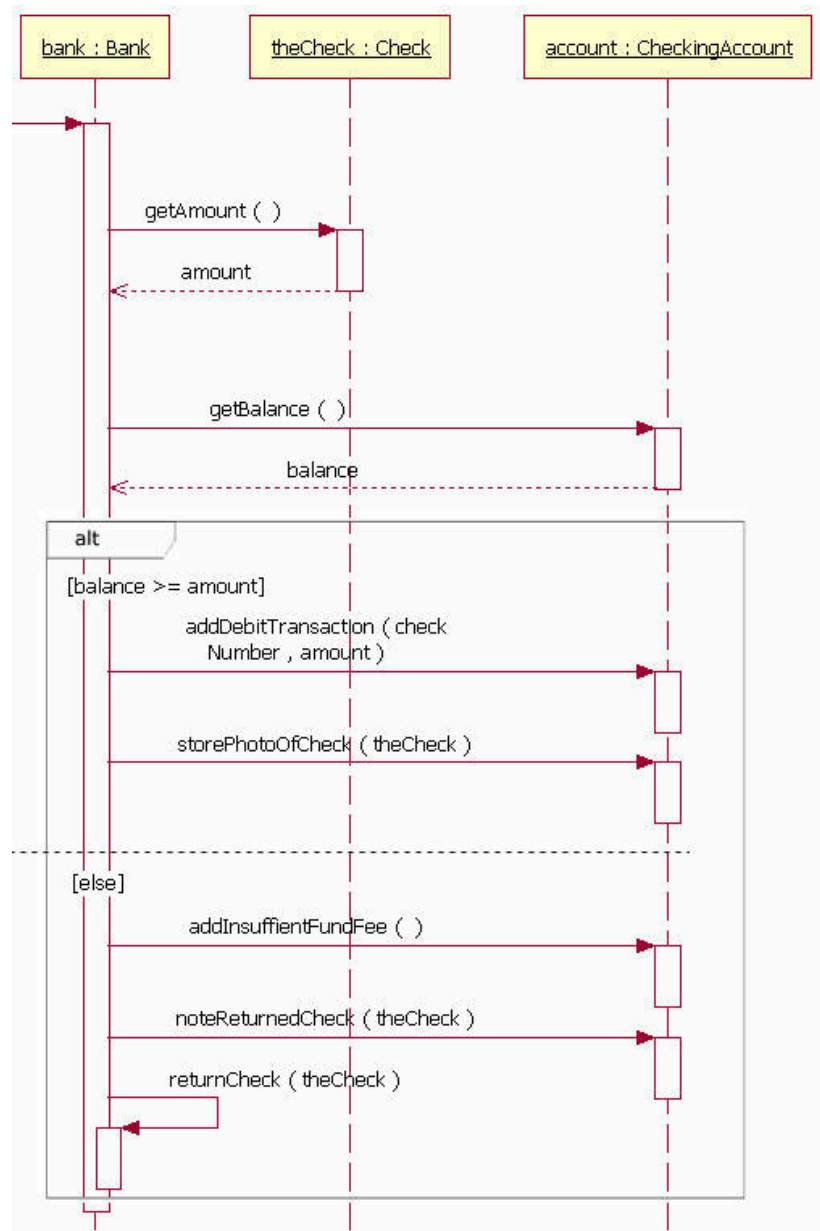 bank : Bank
theCheck : Check
account : CheckingAccount
getAmount ( )
amount
getBalance ( )
balance
alt
[balance >= amount]
addDebitTransaction ( check
Number , amount )
storePhotoOfCheck ( theCheck )
[else]
addInsuffientFundFee ( )
noteReturnedCheck ( theCheck )
returnCheck ( theCheck )